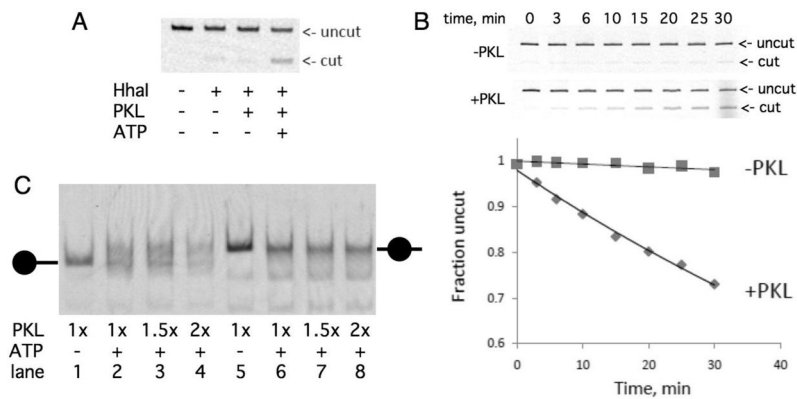 A
<- uncut
<- cut
HhaI - + + +
PKL - - + +
ATP - - - +
B
time, min 0 3 6 10 15 20 25 30
-PKL
<- uncut
<- cut
+PKL
<- uncut
<- cut
1
0.9
0.8
0.7
0.6
Fraction uncut
-PKL
+PKL
0 10 20 30 40
Time, min
C
PKL 1x 1x 1.5x 2x 1x 1x 1.5x 2x
ATP - + + + - + + +
lane 1 2 3 4 5 6 7 8